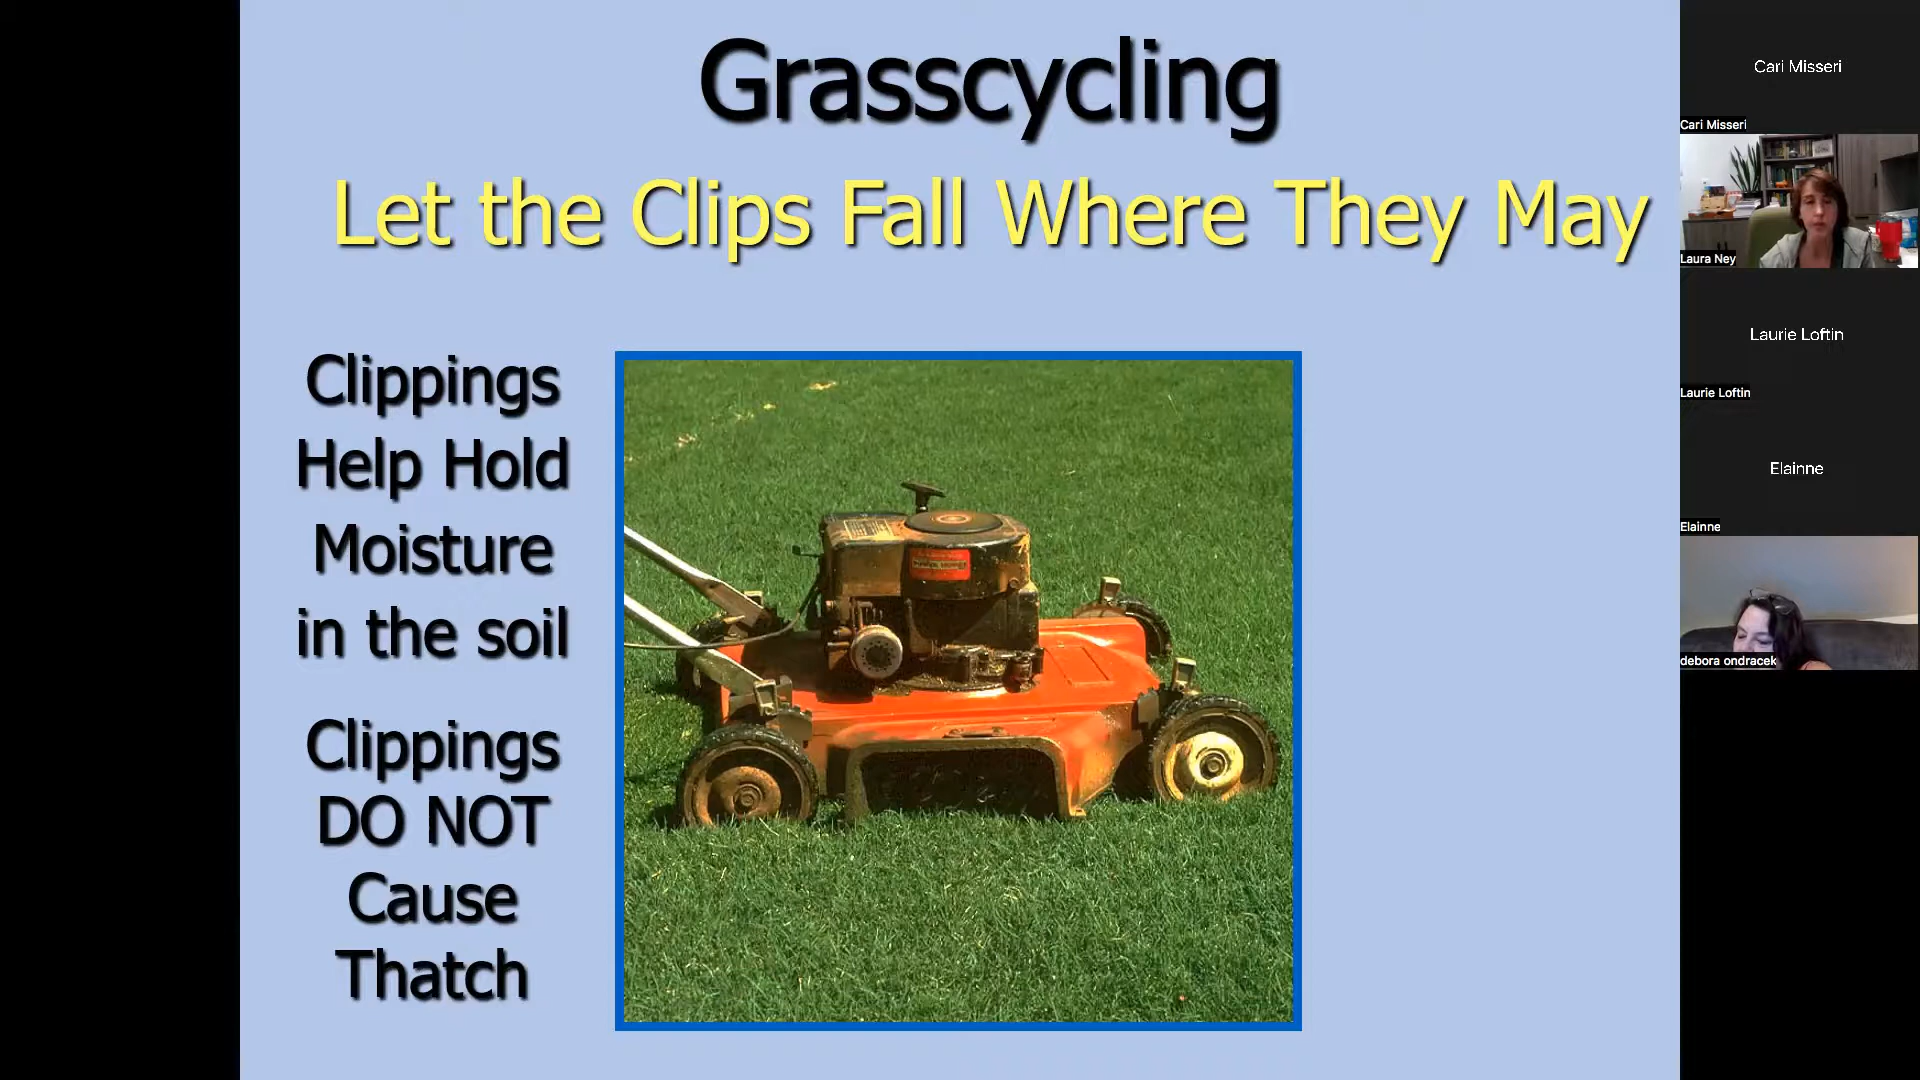 Grasscycling
Let the Clips Fall Where They May
Clippings
Help Hold
Moisture
in the soil
Clippings
DO NOT
Cause
Thatch
Cari Misseri
Cari Misseri
Laura Ney
Laurie Loftin
Laurie Loftin
Elainne
Elainne
debora ondracek